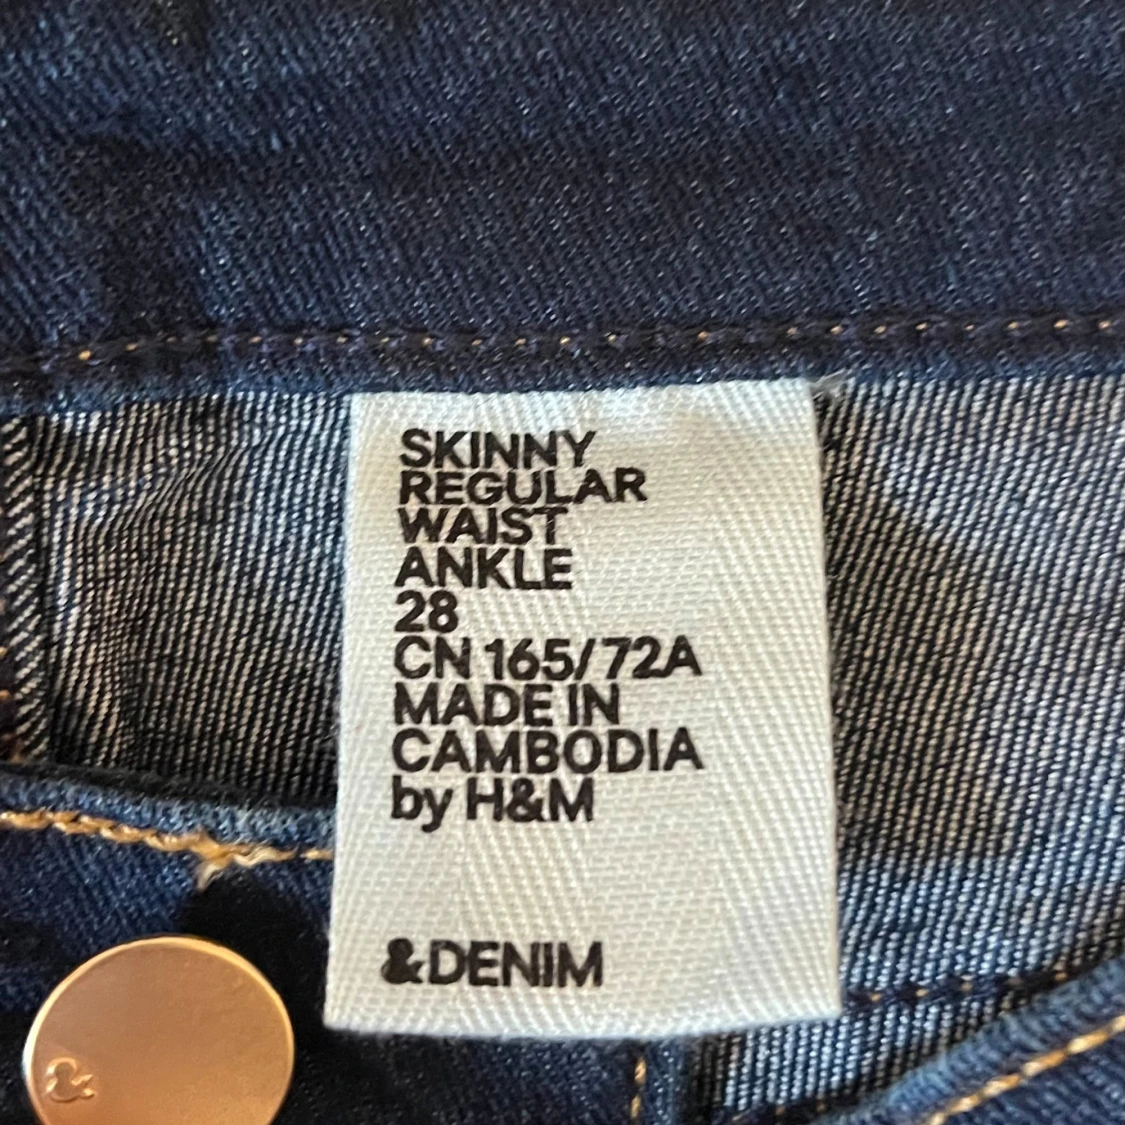 SKINNY
REGULAR
WAIST
ANKLE
28
CN 165/72A
MADE IN
CAMBODIA
by H&M
&DENIM
&